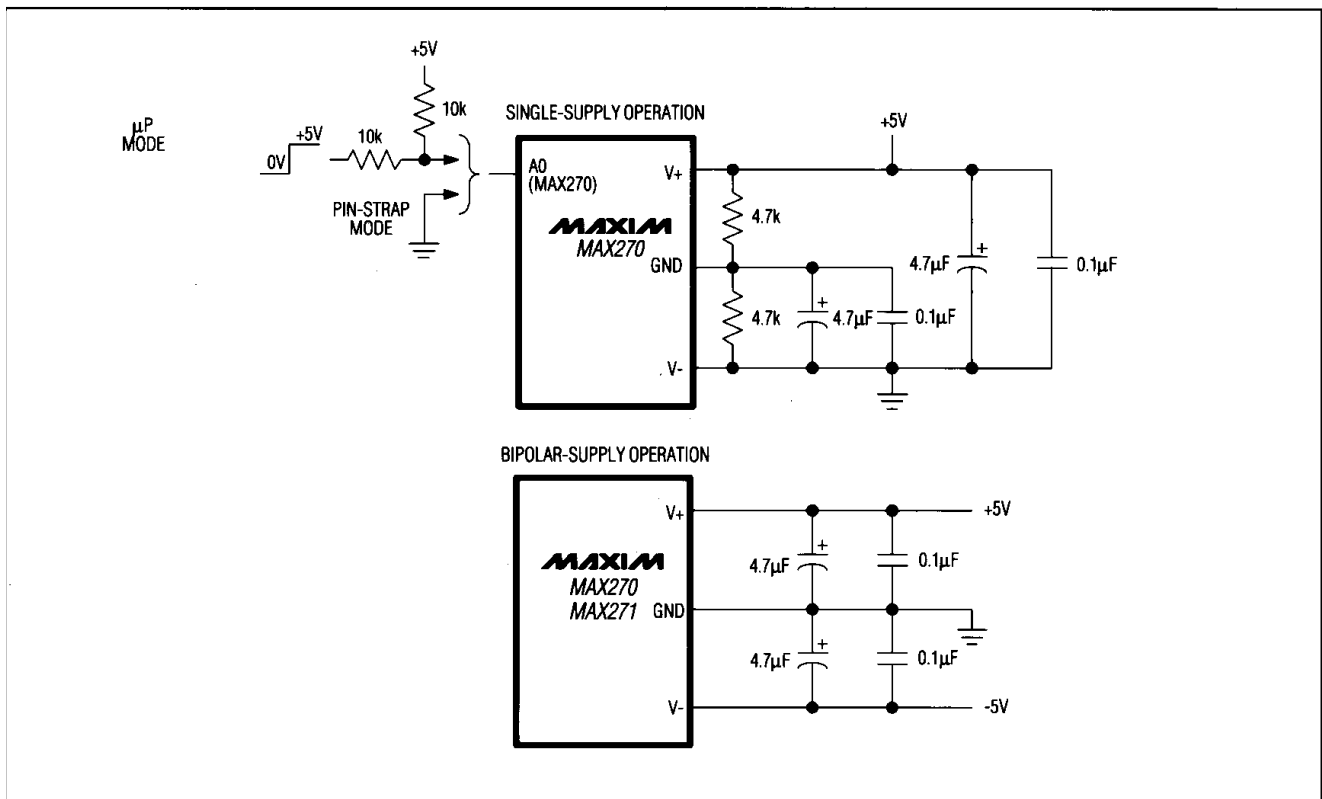 +5V
10k
SINGLE-SUPPLY OPERATION
µP
MODE
0V
+5V
10k
PIN-STRAP
MODE
A0
(MAX270)
MAXIM
MAX270
V+
GND
V-
+5V
4.7k
4.7k
+
4.7µF
0.1µF
+
4.7µF
0.1µF
BIPOLAR-SUPPLY OPERATION
MAXIM
MAX270
MAX271
V+
GND
V-
+
4.7µF
0.1µF
+5V
+
4.7µF
0.1µF
-5V